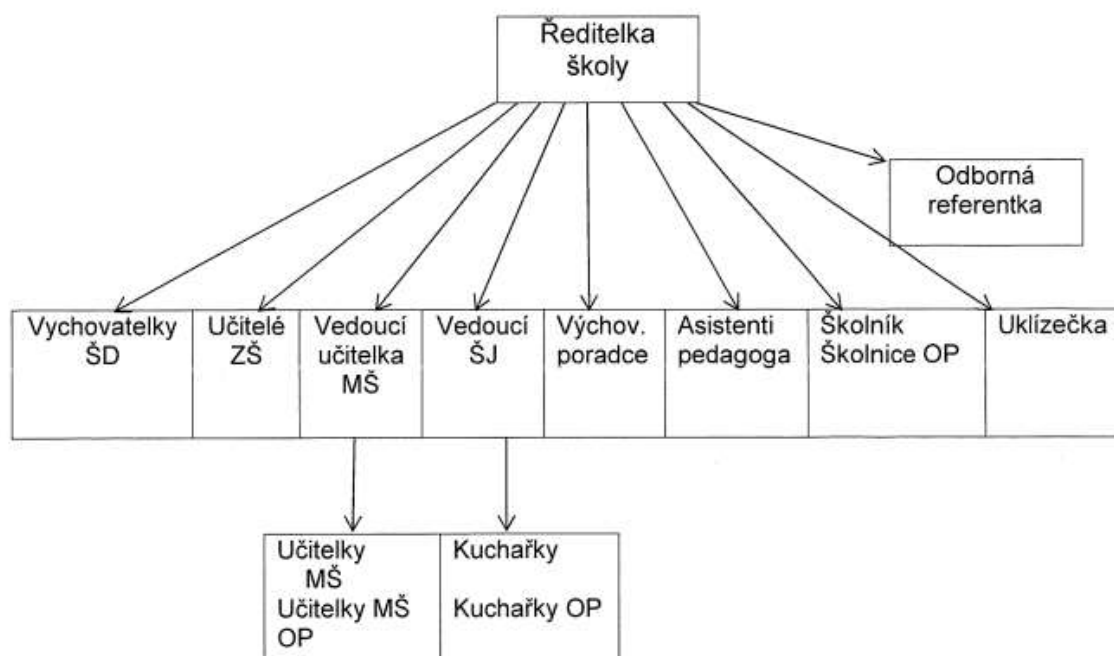 Ředitelka
školy
Odborná
referentka
Vychovatelky
ŠD
Učitelé
ZŠ
Vedoucí
učitelka
MŠ
Vedoucí
ŠJ
Výchov.
poradce
Asistenti
pedagoga
Školník
Školnice OP
Uklízečka
Učitelky
MŠ
Učitelky MŠ
OP
Kuchařky
Kuchařky OP